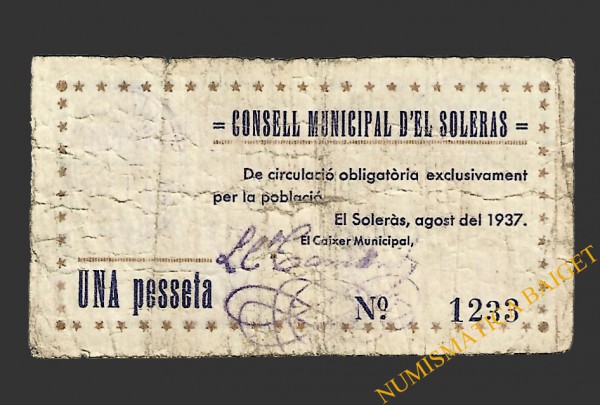 = CONSELL MUNICIPAL D'EL SOLERAS =
De circulació obligatòria exclusivament
per la població.
El Soleràs, agost del 1937.
El Caixer Municipal,
UNA pesseta
Nº 1233
NUMISMATICA BAIGET